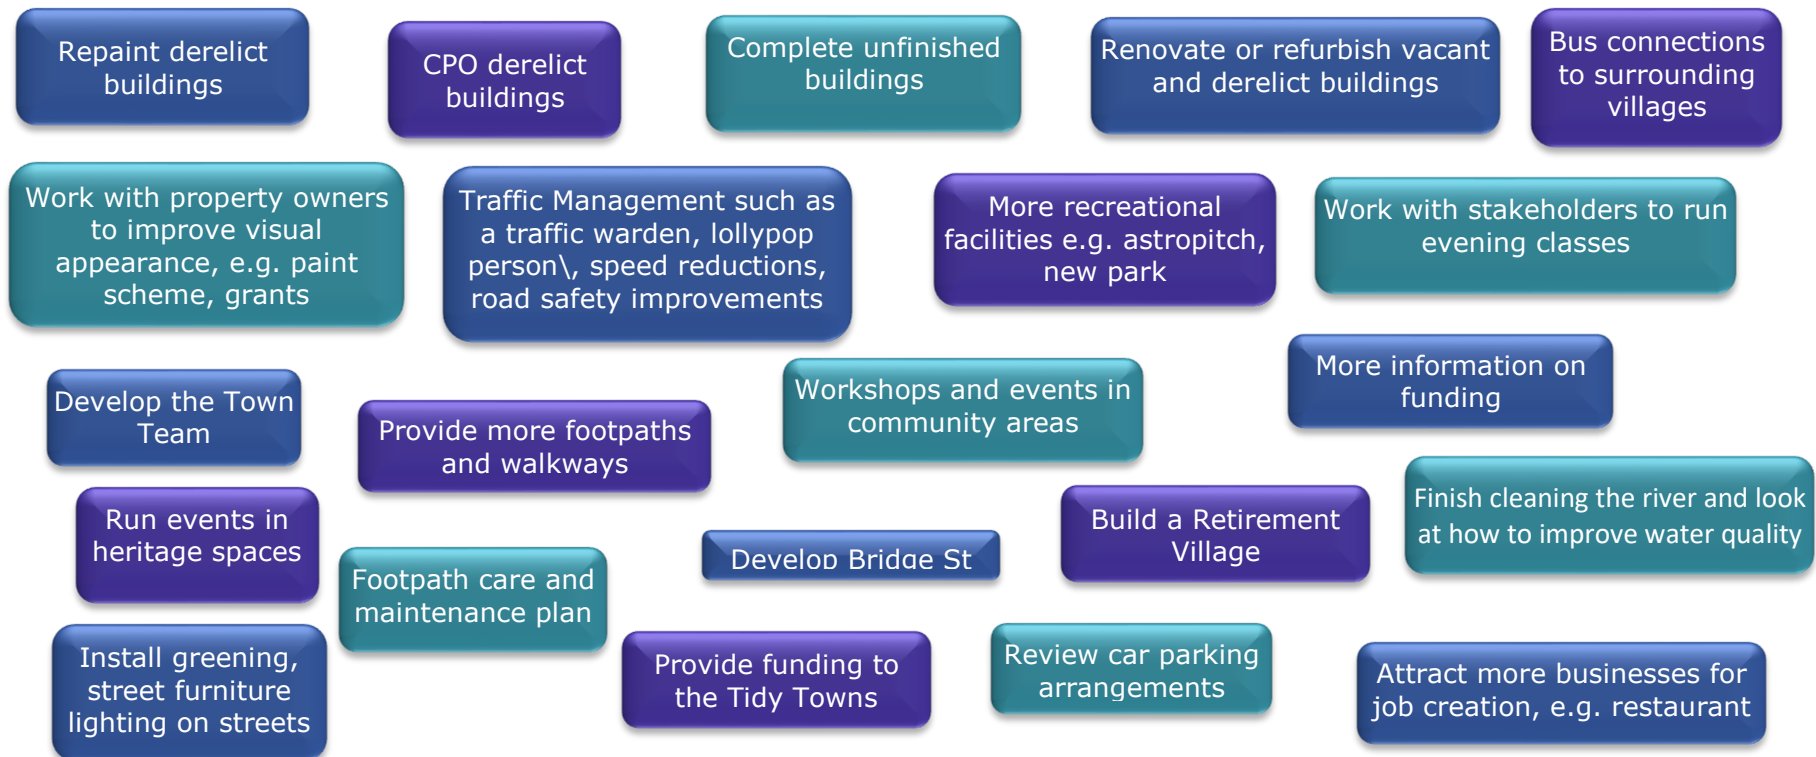 Repaint derelict
buildings
CPO derelict
buildings
Complete unfinished
buildings
Renovate or refurbish vacant
and derelict buildings
Bus connections
to surrounding
villages
Work with property owners
to improve visual
appearance, e.g. paint
scheme, grants
Traffic Management such as
a traffic warden, lollypop
person\, speed reductions,
road safety improvements
More recreational
facilities e.g. astropitch,
new park
Work with stakeholders to run
evening classes
Develop the Town
Team
Provide more footpaths
and walkways
Workshops and events in
community areas
More information on
funding
Run events in
heritage spaces
Footpath care and
maintenance plan
Develop Bridge St
Build a Retirement
Village
Finish cleaning the river and look
at how to improve water quality
Install greening,
street furniture
lighting on streets
Provide funding to
the Tidy Towns
Review car parking
arrangements
Attract more businesses for
job creation, e.g. restaurant